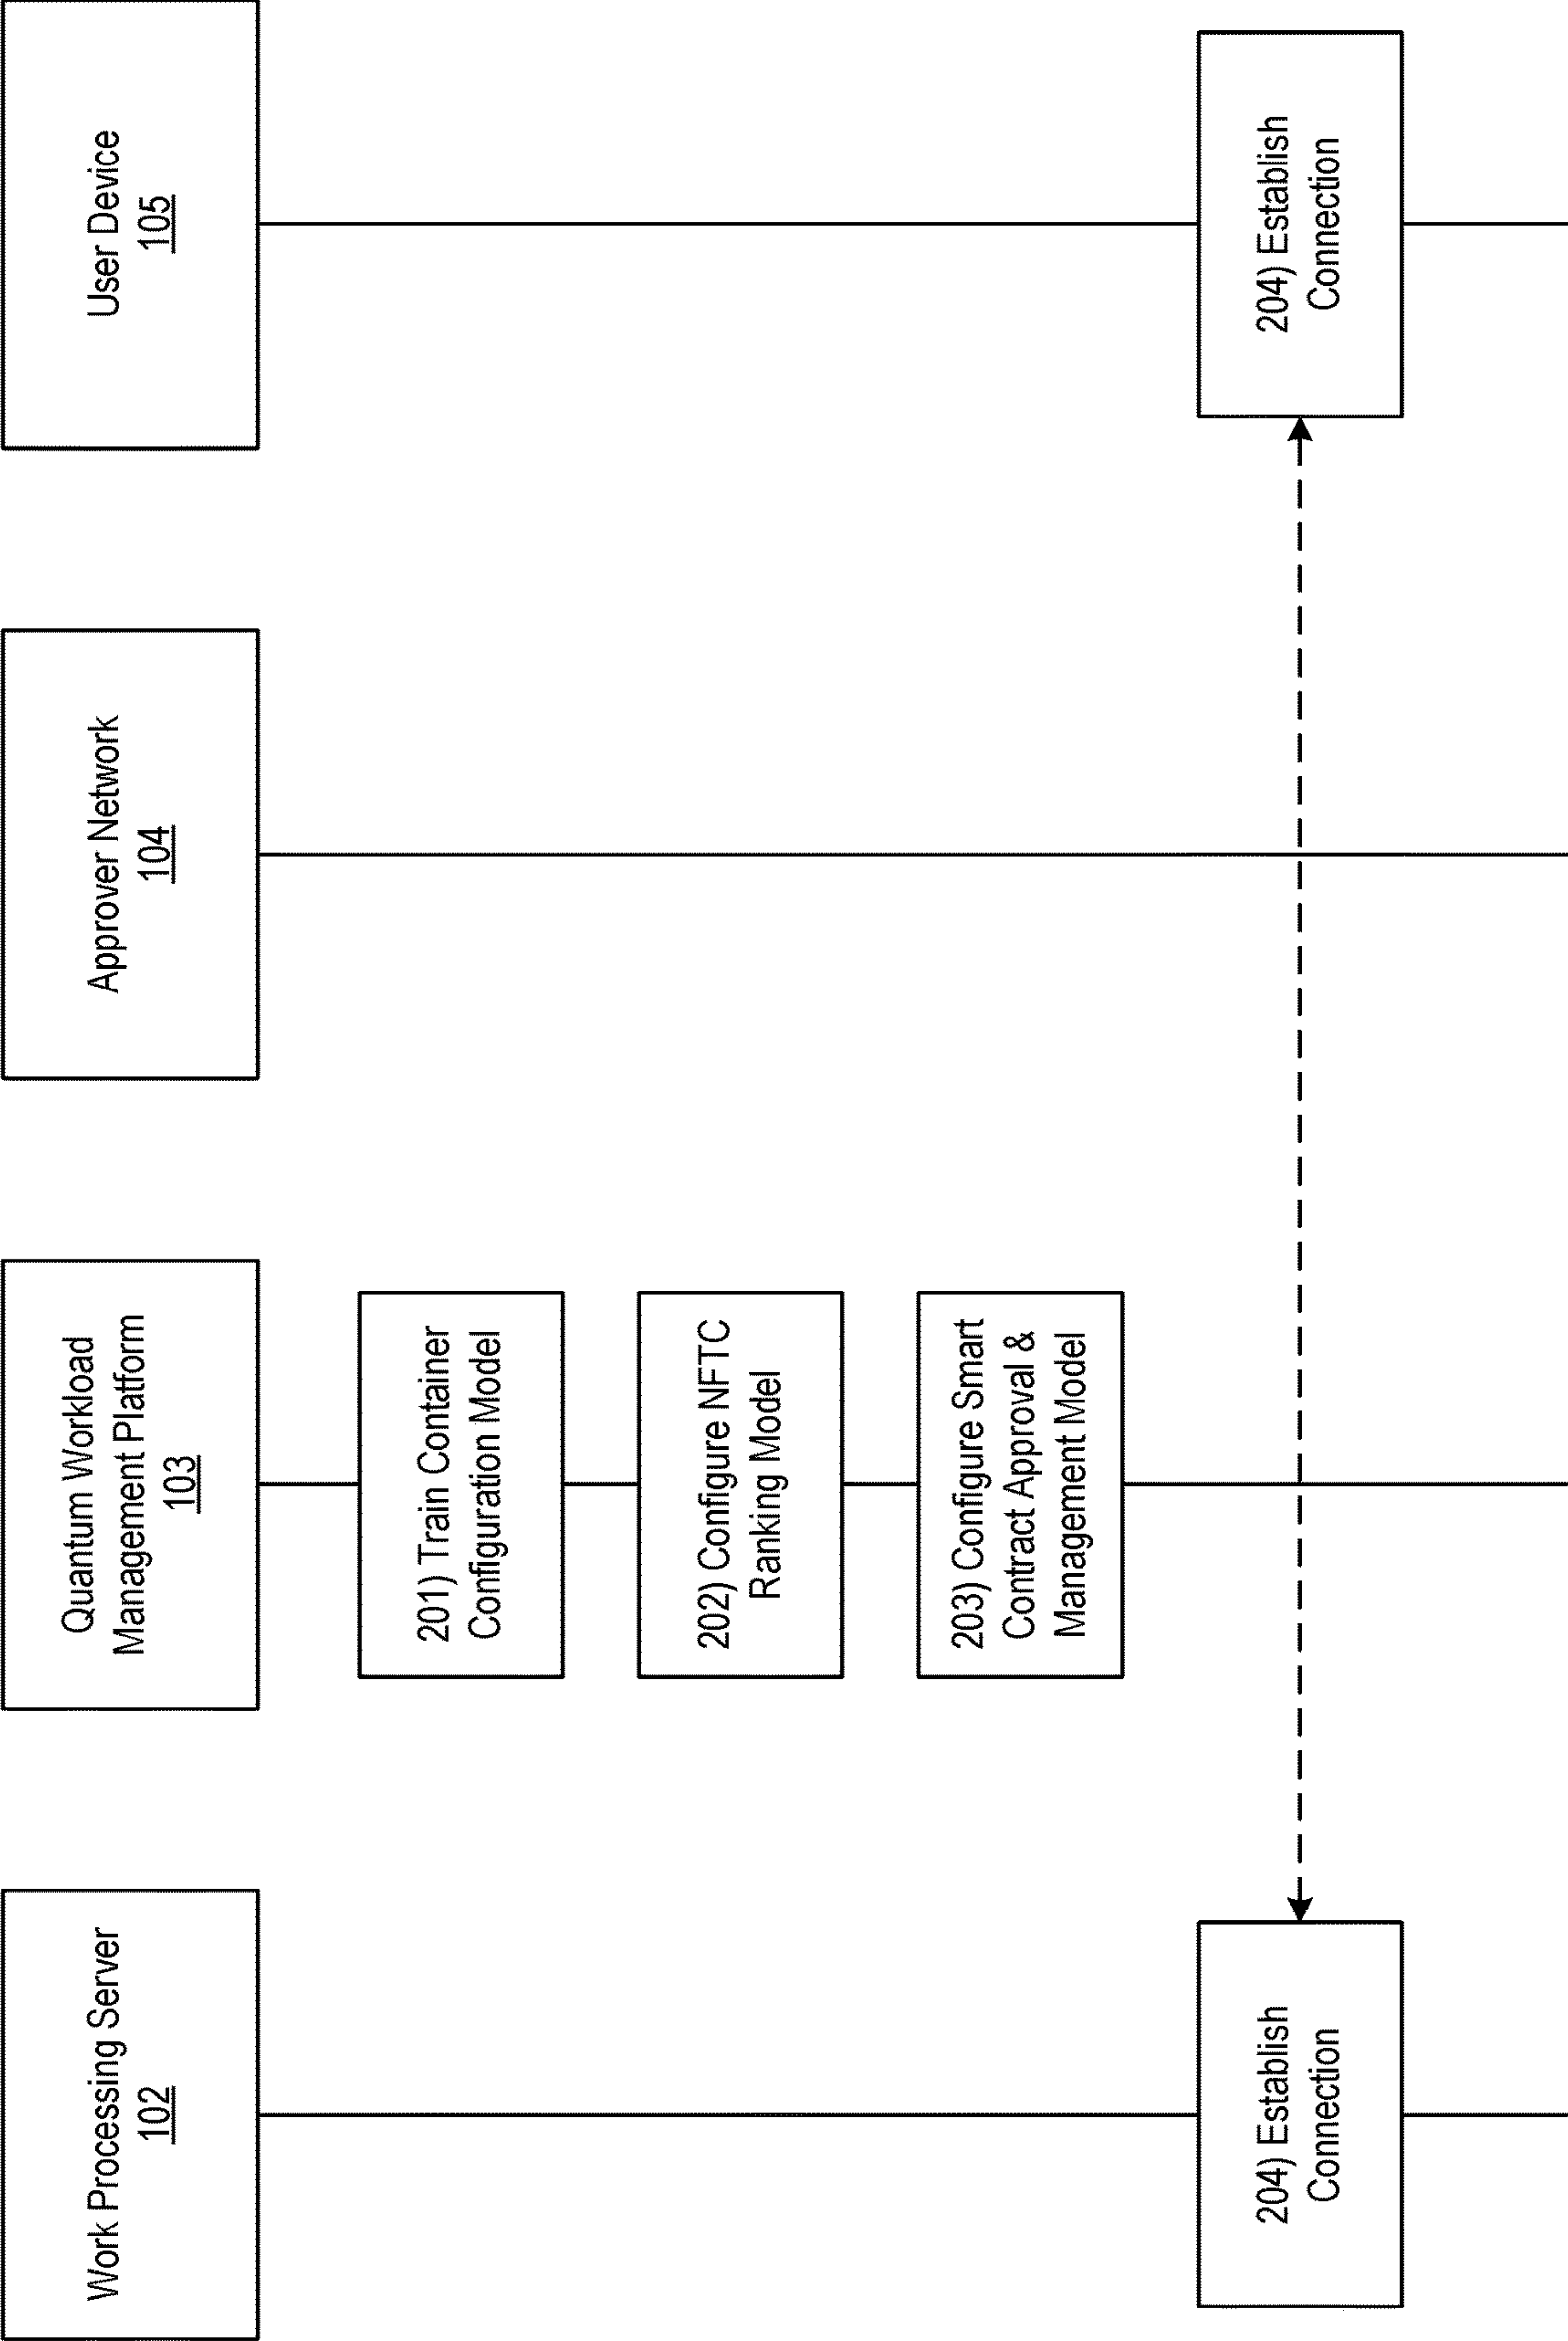 Work Processing Server
102
Quantum Workload
Management Platform
103
Approver Network
104
User Device
105
201) Train Container
Configuration Model
202) Configure NFTC
Ranking Model
203) Configure Smart
Contract Approval &
Management Model
204) Establish
Connection
204) Establish
Connection